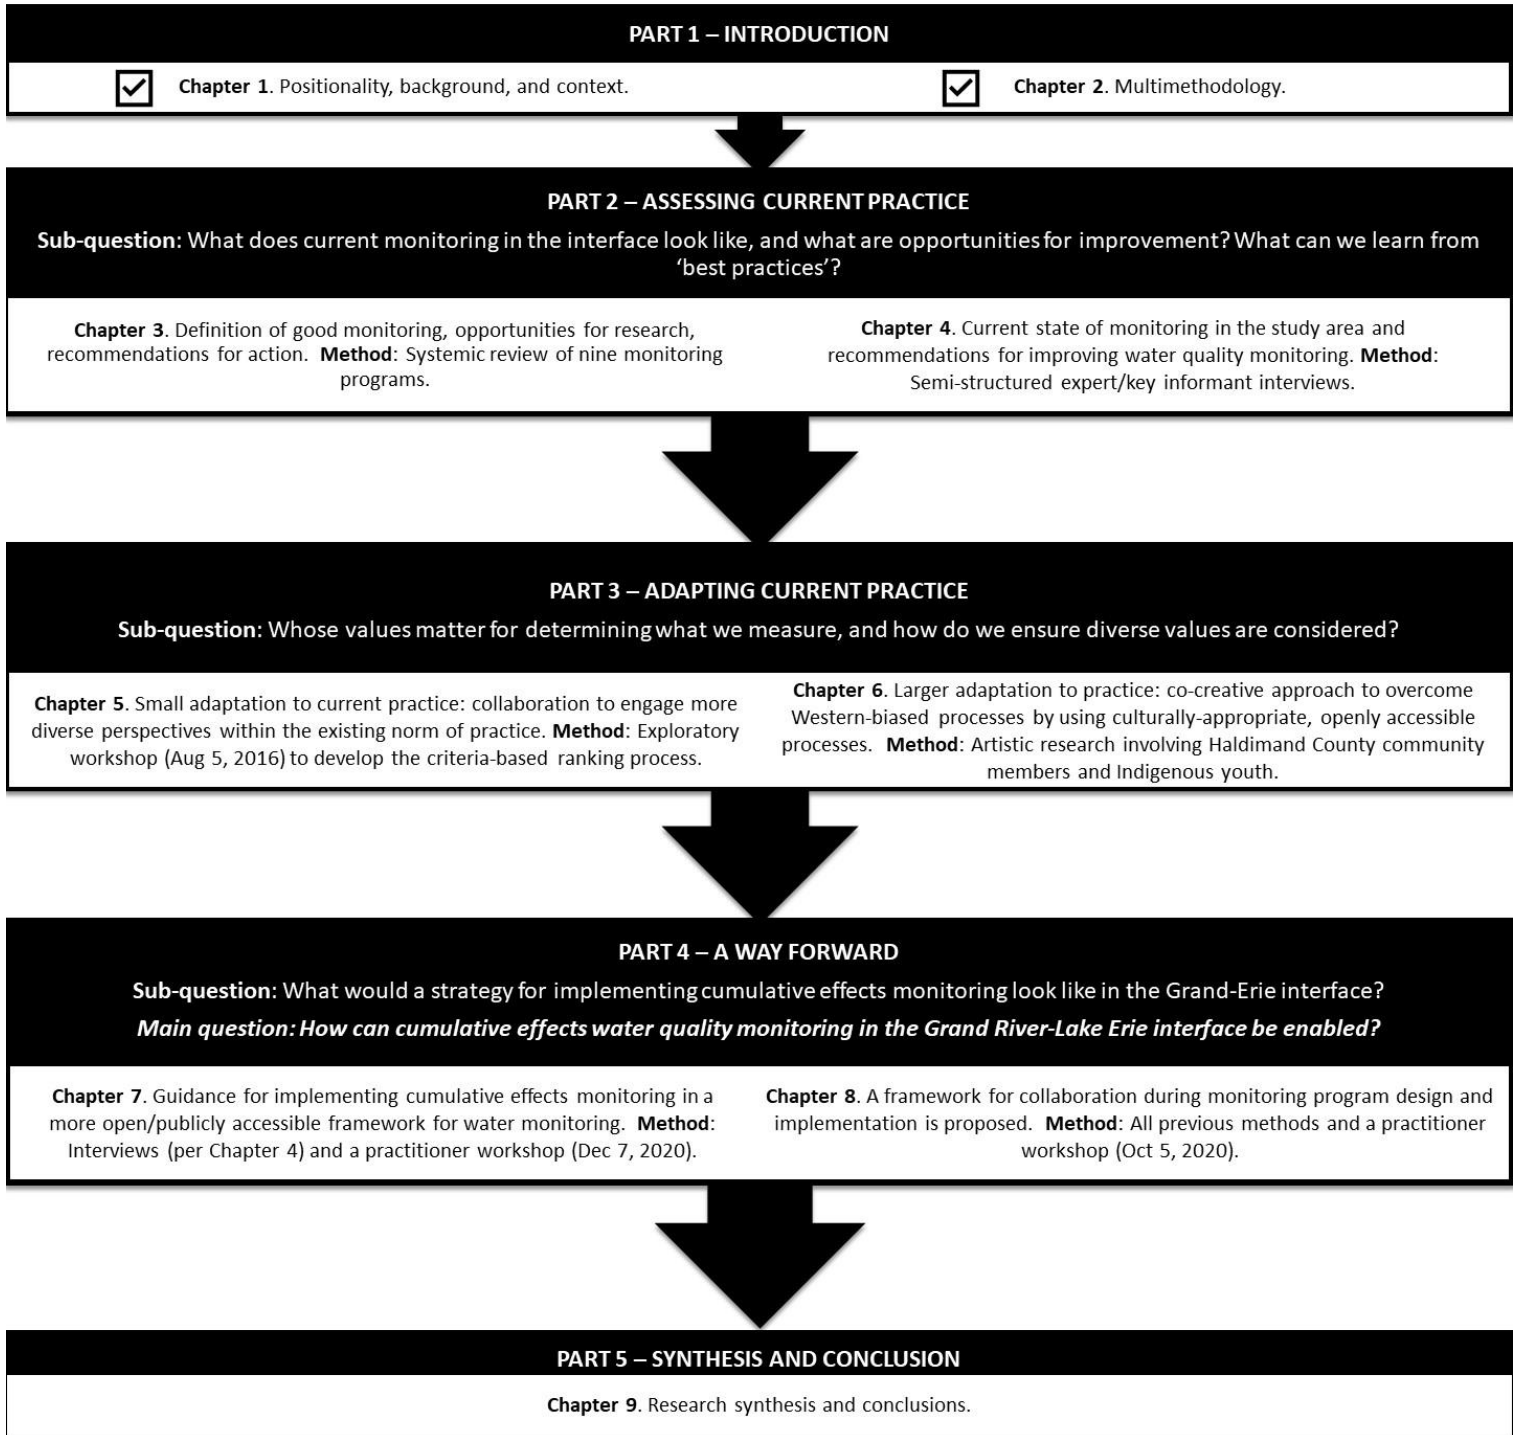 PART 1 – INTRODUCTION
Chapter 1. Positionality, background, and context.
Chapter 2. Multimethodology.
PART 2 – ASSESSING CURRENT PRACTICE
Sub-question: What does current monitoring in the interface look like, and what are opportunities for improvement? What can we learn from
‘best practices’?
Chapter 3. Definition of good monitoring, opportunities for research,
recommendations for action. Method: Systemic review of nine monitoring
programs.
Chapter 4. Current state of monitoring in the study area and
recommendations for improving water quality monitoring. Method:
Semi-structured expert/key informant interviews.
PART 3 – ADAPTING CURRENT PRACTICE
Sub-question: Whose values matter for determining what we measure, and how do we ensure diverse values are considered?
Chapter 5. Small adaptation to current practice: collaboration to engage more
diverse perspectives within the existing norm of practice. Method: Exploratory
workshop (Aug 5, 2016) to develop the criteria-based ranking process.
Chapter 6. Larger adaptation to practice: co-creative approach to overcome
Western-biased processes by using culturally-appropriate, openly accessible
processes. Method: Artistic research involving Haldimand County community
members and Indigenous youth.
PART 4 – A WAY FORWARD
Sub-question: What would a strategy for implementing cumulative effects monitoring look like in the Grand-Erie interface?
Main question: How can cumulative effects water quality monitoring in the Grand River-Lake Erie interface be enabled?
Chapter 7. Guidance for implementing cumulative effects monitoring in a
more open/publicly accessible framework for water monitoring. Method:
Interviews (per Chapter 4) and a practitioner workshop (Dec 7, 2020).
Chapter 8. A framework for collaboration during monitoring program design and
implementation is proposed. Method: All previous methods and a practitioner
workshop (Oct 5, 2020).
PART 5 – SYNTHESIS AND CONCLUSION
Chapter 9. Research synthesis and conclusions.